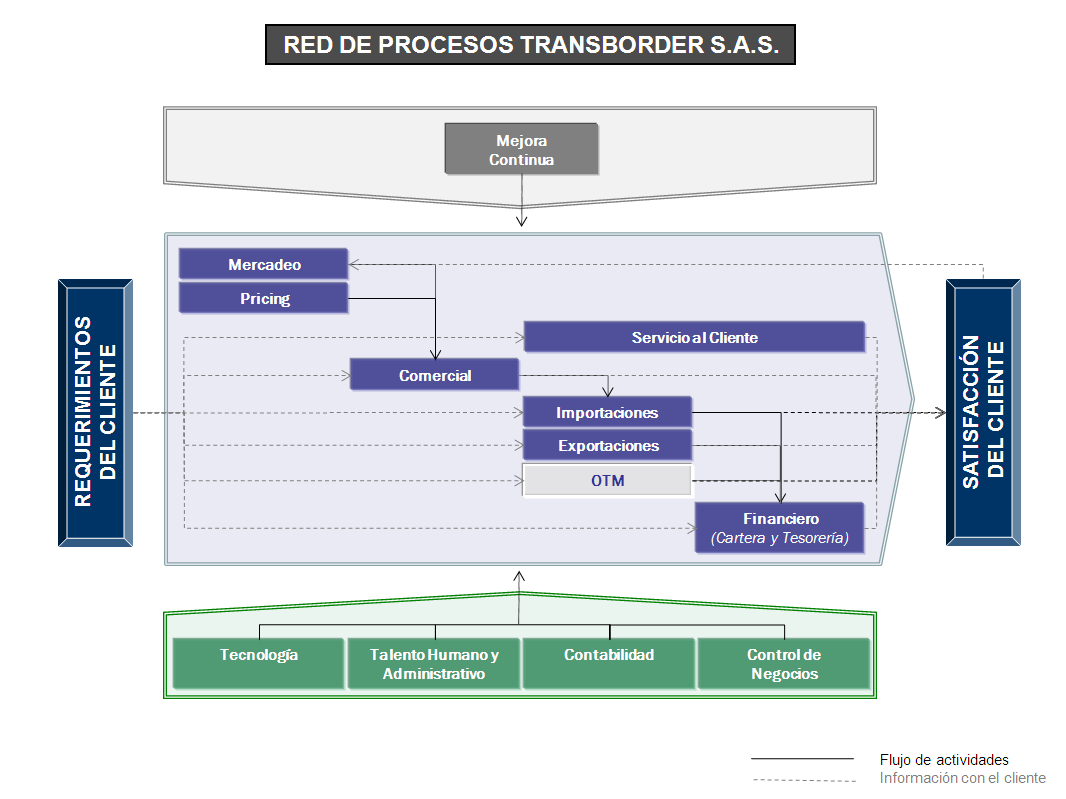 RED DE PROCESOS TRANSBORDER S.A.S.
Mejora
Continua
Mercadeo
Pricing
REQUERIMIENTOS
DEL CLIENTE
Servicio al Cliente
Comercial
Importaciones
Exportaciones
OTM
Financiero
(Cartera y Tesorería)
SATISFACCIÓN
DEL CLIENTE
Tecnología
Talento Humano y
Administrativo
Contabilidad
Control de
Negocios
Flujo de actividades
Información con el cliente